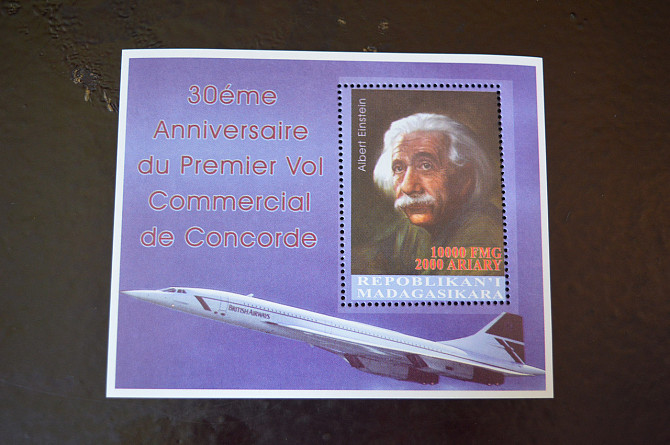 30éme
Anniversaire
du Premier Vol
Commercial
de Concorde
Albert Einstein
10000 FMG
2000 ARIARY
REPOBLIKAN'I
MADAGASIKARA
BRITISH AIRWAYS